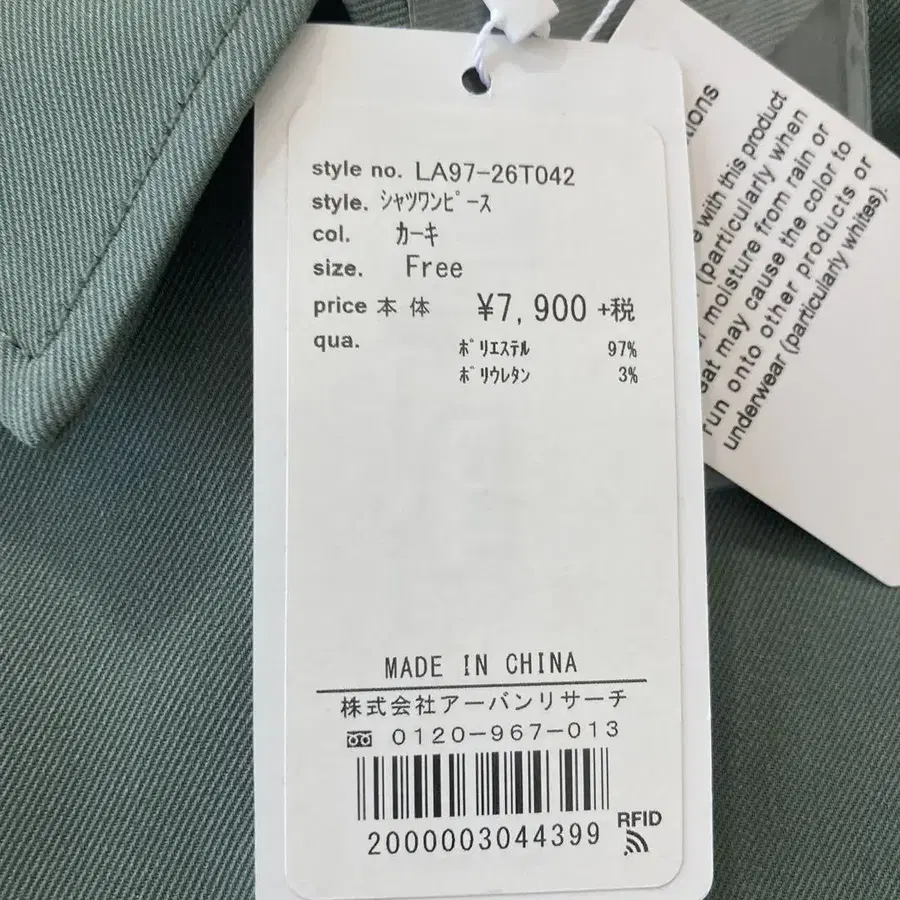 style no. LA97-26T042
style. ｼｬﾂﾜﾝﾋﾟｰｽ
col. ｶｰｷ
size. Free
price 本体 ¥7,900 +税
qua. ﾎﾟﾘｴｽﾃﾙ 97%
ﾎﾟﾘｳﾚﾀﾝ 3%
MADE IN CHINA
株式会社アーバンリサーチ
0120-967-013
2000003044399
RFID
with this product
(particularly when
moisture from rain or
may cause the color to
run onto other products or
underwear (particularly whites).